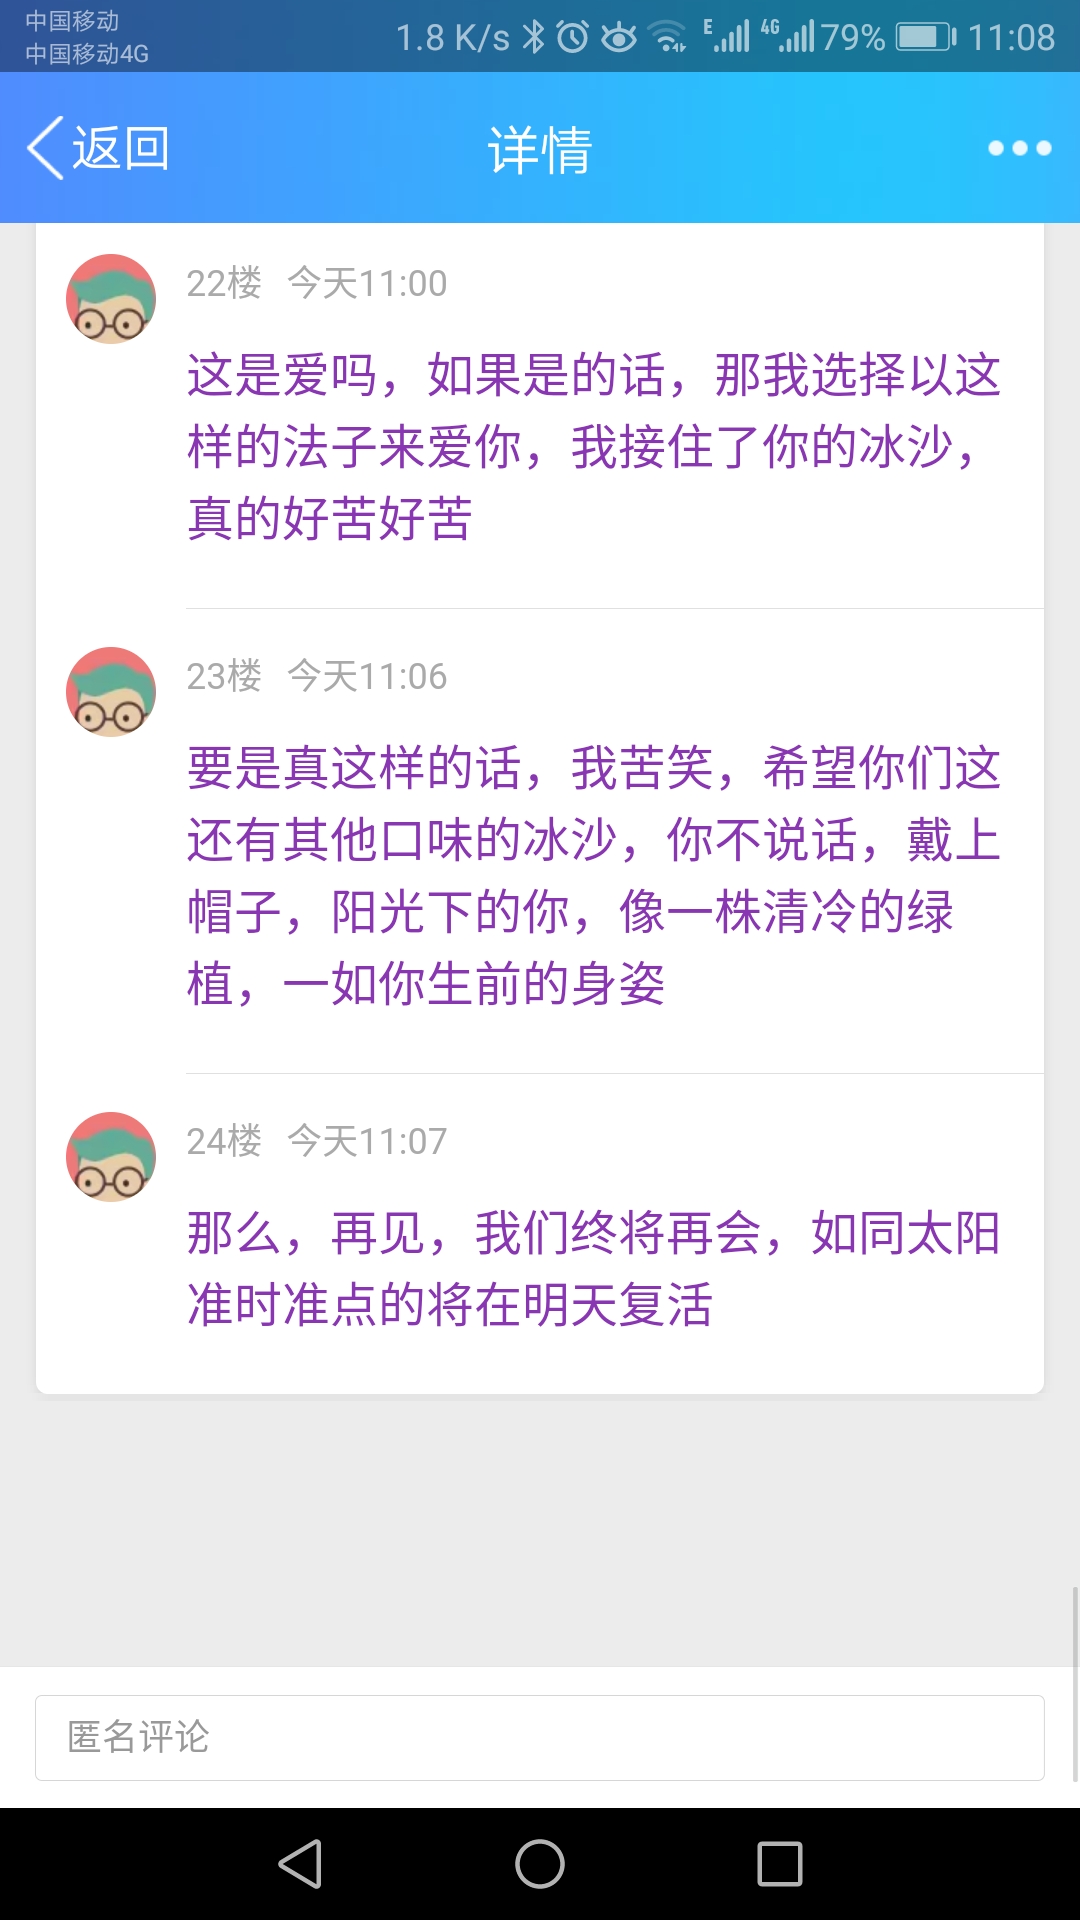 中国移动
中国移动4G
1.8 K/s
E
4G
79%
11:08
返回
详情
22楼 今天11:00
这是爱吗，如果是的话，那我选择以这
样的法子来爱你，我接住了你的冰沙，
真的好苦好苦
23楼 今天11:06
要是真这样的话，我苦笑，希望你们这
还有其他口味的冰沙，你不说话，戴上
帽子，阳光下的你，像一株清冷的绿
植，一如你生前的身姿
24楼 今天11:07
那么，再见，我们终将再会，如同太阳
准时准点的将在明天复活
匿名评论